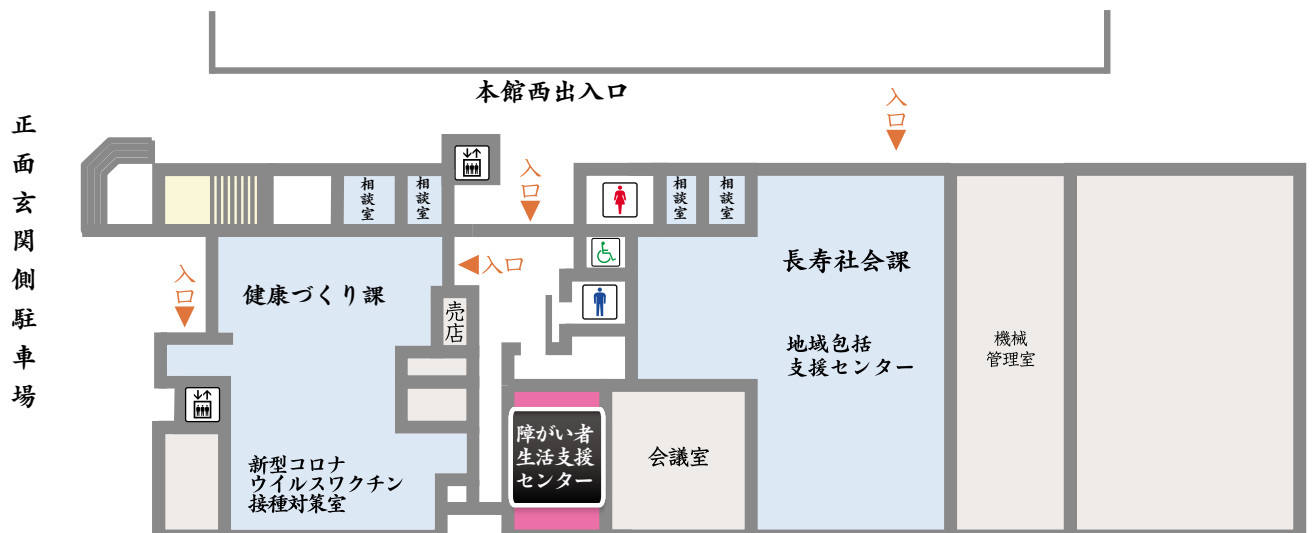 本館西出入口
正面玄関側駐車場
入口
入口
相談室
相談室
相談室
相談室
入口
入口
健康づくり課
売店
長寿社会課
地域包括
支援センター
機械
管理室
障がい者
生活支援
センター
会議室
新型コロナ
ウイルスワクチン
接種対策室